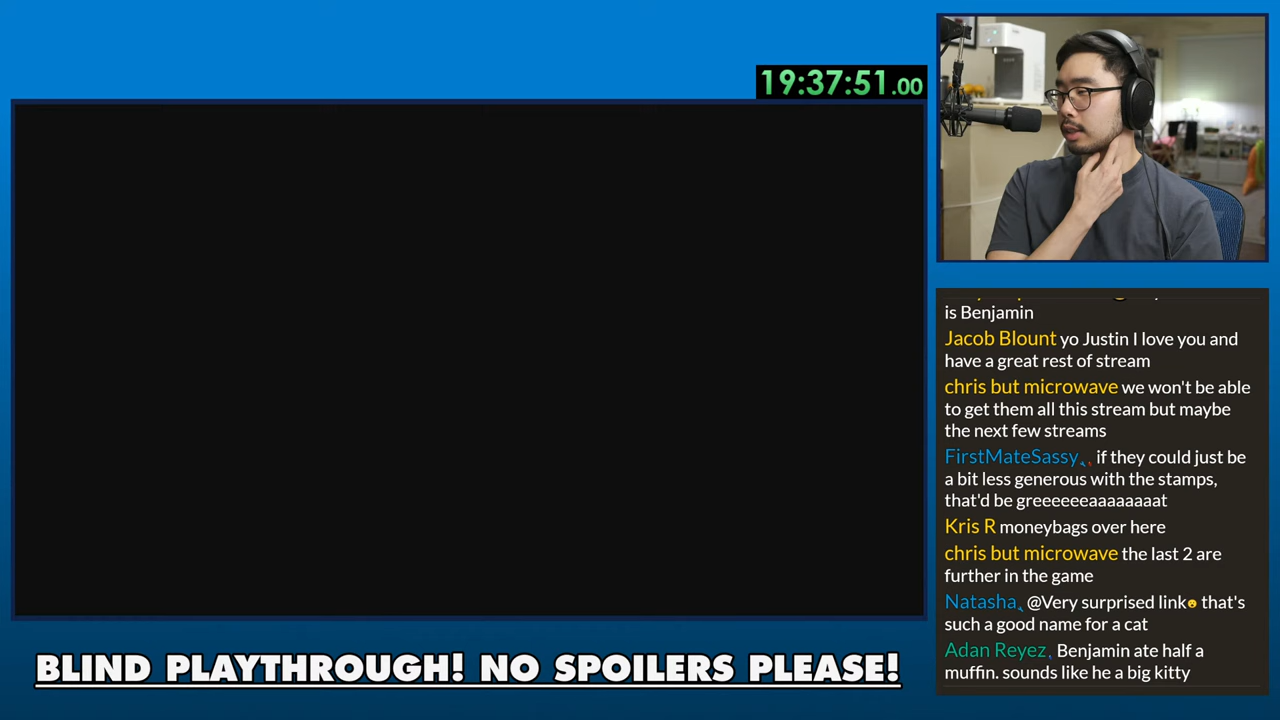 19:37:51.00
is Benjamin
Jacob Blount yo Justin I love you and
have a great rest of stream
chris but microwave we won't be able
to get them all this stream but maybe
the next few streams
FirstMateSassy if they could just be
a bit less generous with the stamps,
that'd be greeeeeeaaaaaaaat
Kris R moneybags over here
chris but microwave the last 2 are
further in the game
Natasha @Very surprised link that's
such a good name for a cat
Adan Reyez Benjamin ate half a
muffin. sounds like he a big kitty
BLIND PLAYTHROUGH! NO SPOILERS PLEASE!